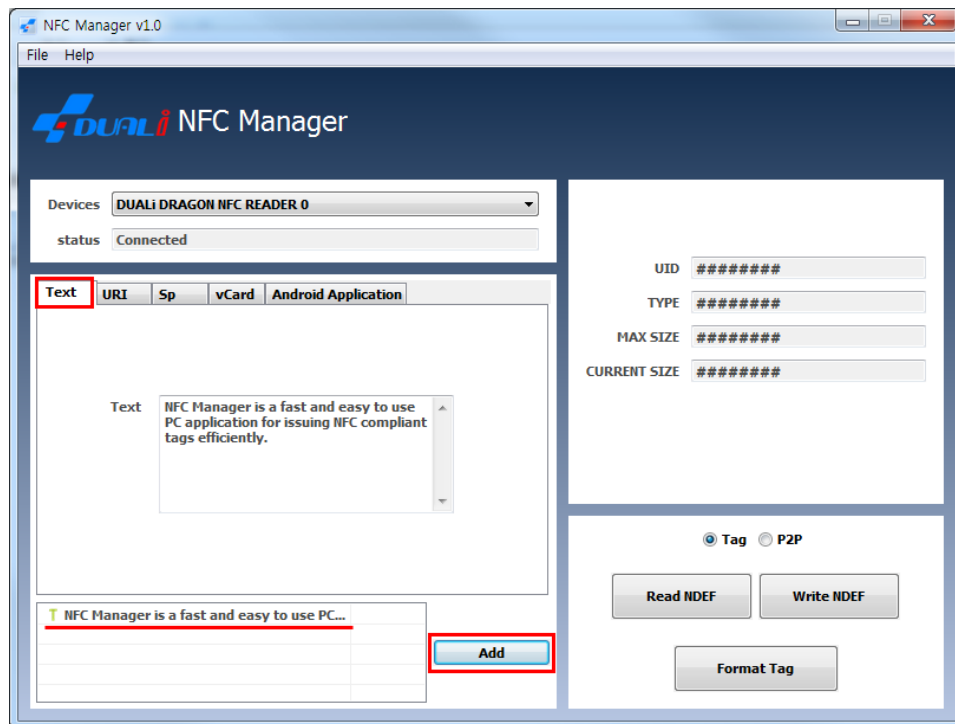 NFC Manager v1.0
File Help
DUALi NFC Manager
Devices DUALi DRAGON NFC READER 0
status Connected
Text URI Sp vCard Android Application
Text NFC Manager is a fast and easy to use
PC application for issuing NFC compliant
tags efficiently.
T NFC Manager is a fast and easy to use PC...
Add
UID ########
TYPE ########
MAX SIZE ########
CURRENT SIZE ########
Tag P2P
Read NDEF Write NDEF
Format Tag